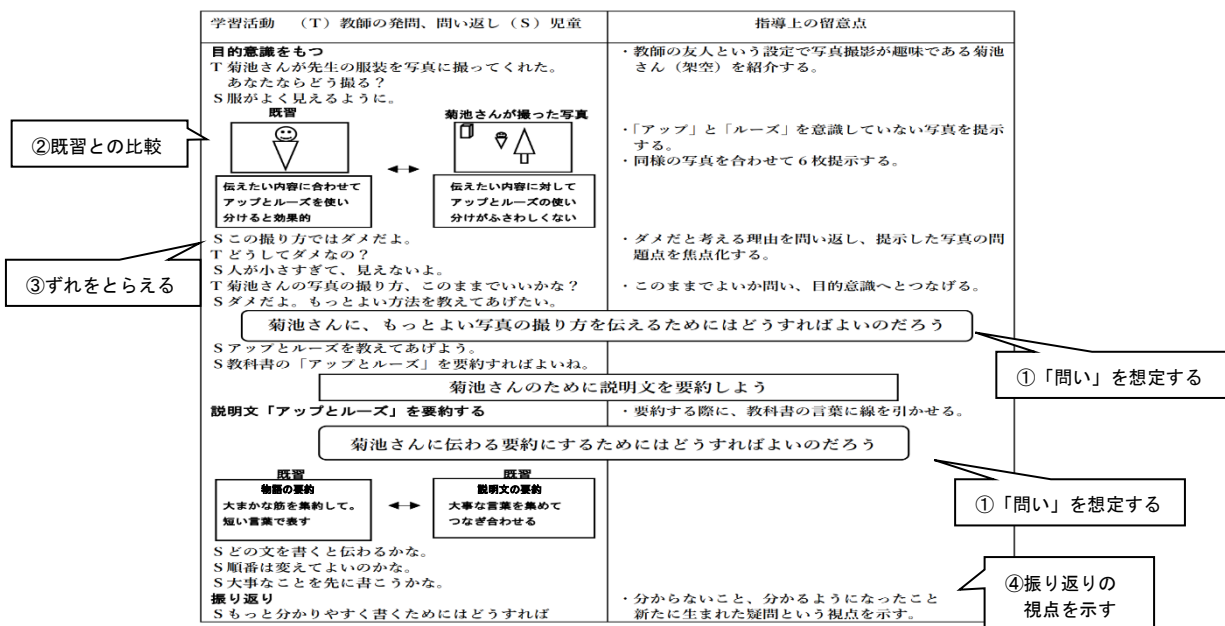 学習活動　（Ｔ）教師の発問、問い返し（Ｓ）児童
指導上の留意点
目的意識をもつ
Ｔ 菊池さんが先生の服装を写真に撮ってくれた。
あなたならどう撮る？
Ｓ 服がよく見えるように。
・教師の友人という設定で写真撮影が趣味である菊池
さん（架空）を紹介する。
②既習との比較
既習
菊池さんが撮った写真
・「アップ」と「ルーズ」を意識していない写真を提示
する。
・同様の写真を合わせて６枚提示する。
伝えたい内容に合わせて
アップとルーズを使い
分けると効果的
伝えたい内容に対して
アップとルーズの使い
分けがふさわしくない
③ずれをとらえる
Ｓ この撮り方ではダメだよ。
Ｔ どうしてダメなの？
Ｓ 人が小さすぎて、見えないよ。
Ｔ 菊池さんの写真の撮り方、このままでいいかな？
Ｓ ダメだよ。もっとよい方法を教えてあげたい。
・ダメだと考える理由を問い返し、提示した写真の問
題点を焦点化する。
・このままでよいか問い、目的意識へとつなげる。
菊池さんに、もっとよい写真の撮り方を伝えるためにはどうすればよいのだろう
①「問い」を想定する
Ｓ アップとルーズを教えてあげよう。
Ｓ 教科書の「アップとルーズ」を要約すればよいね。
菊池さんのために説明文を要約しよう
説明文「アップとルーズ」を要約する
・要約する際に、教科書の言葉に線を引かせる。
菊池さんに伝わる要約にするためにはどうすればよいのだろう
①「問い」を想定する
既習
物語の要約
大まかな筋を集約して。
短い言葉で表す
既習
説明文の要約
大事な言葉を集めて
つなぎ合わせる
Ｓ どの文を書くと伝わるかな。
Ｓ 順番は変えてよいのかな。
Ｓ 大事なことを先に書こうかな。
振り返り
Ｓ もっと分かりやすく書くためにはどうすれば
・分からないこと、分かるようになったこと
新たに生まれた疑問という視点を示す。
④振り返りの
視点を示す